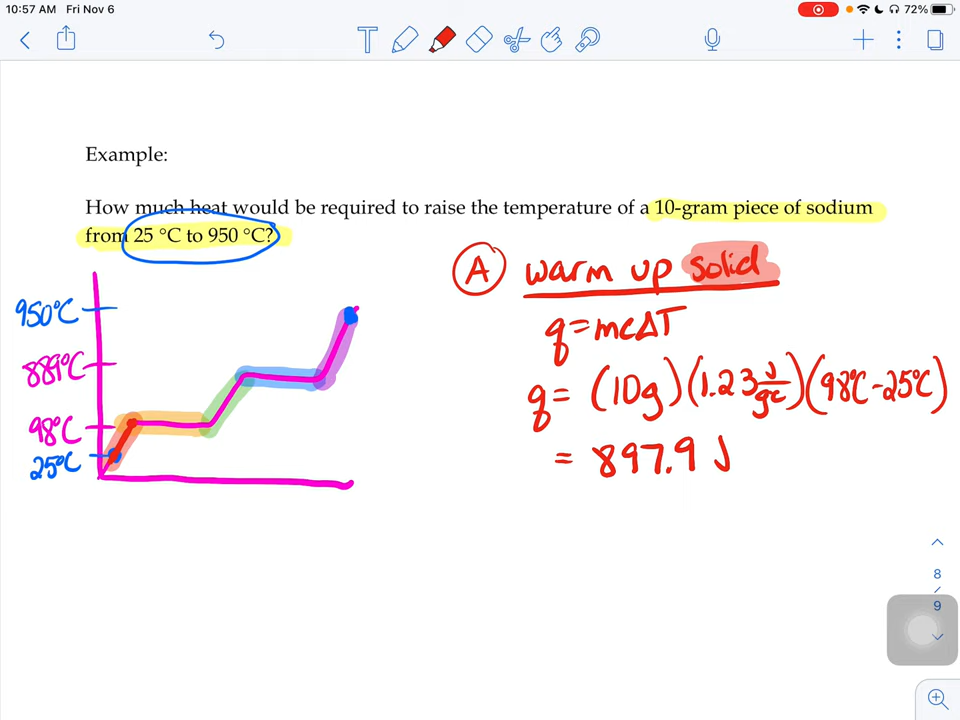 10:57 AM Fri Nov 6
72%
T
Example:
How much heat would be required to raise the temperature of a 10-gram piece of sodium
from 25 °C to 950 °C?
A warm up solid
q=mcΔT
q= (10g)(1.23 J/g°C)(98°C-25°C)
= 897.9 J
950°C
889°C
98°C
25°C
8
/
9